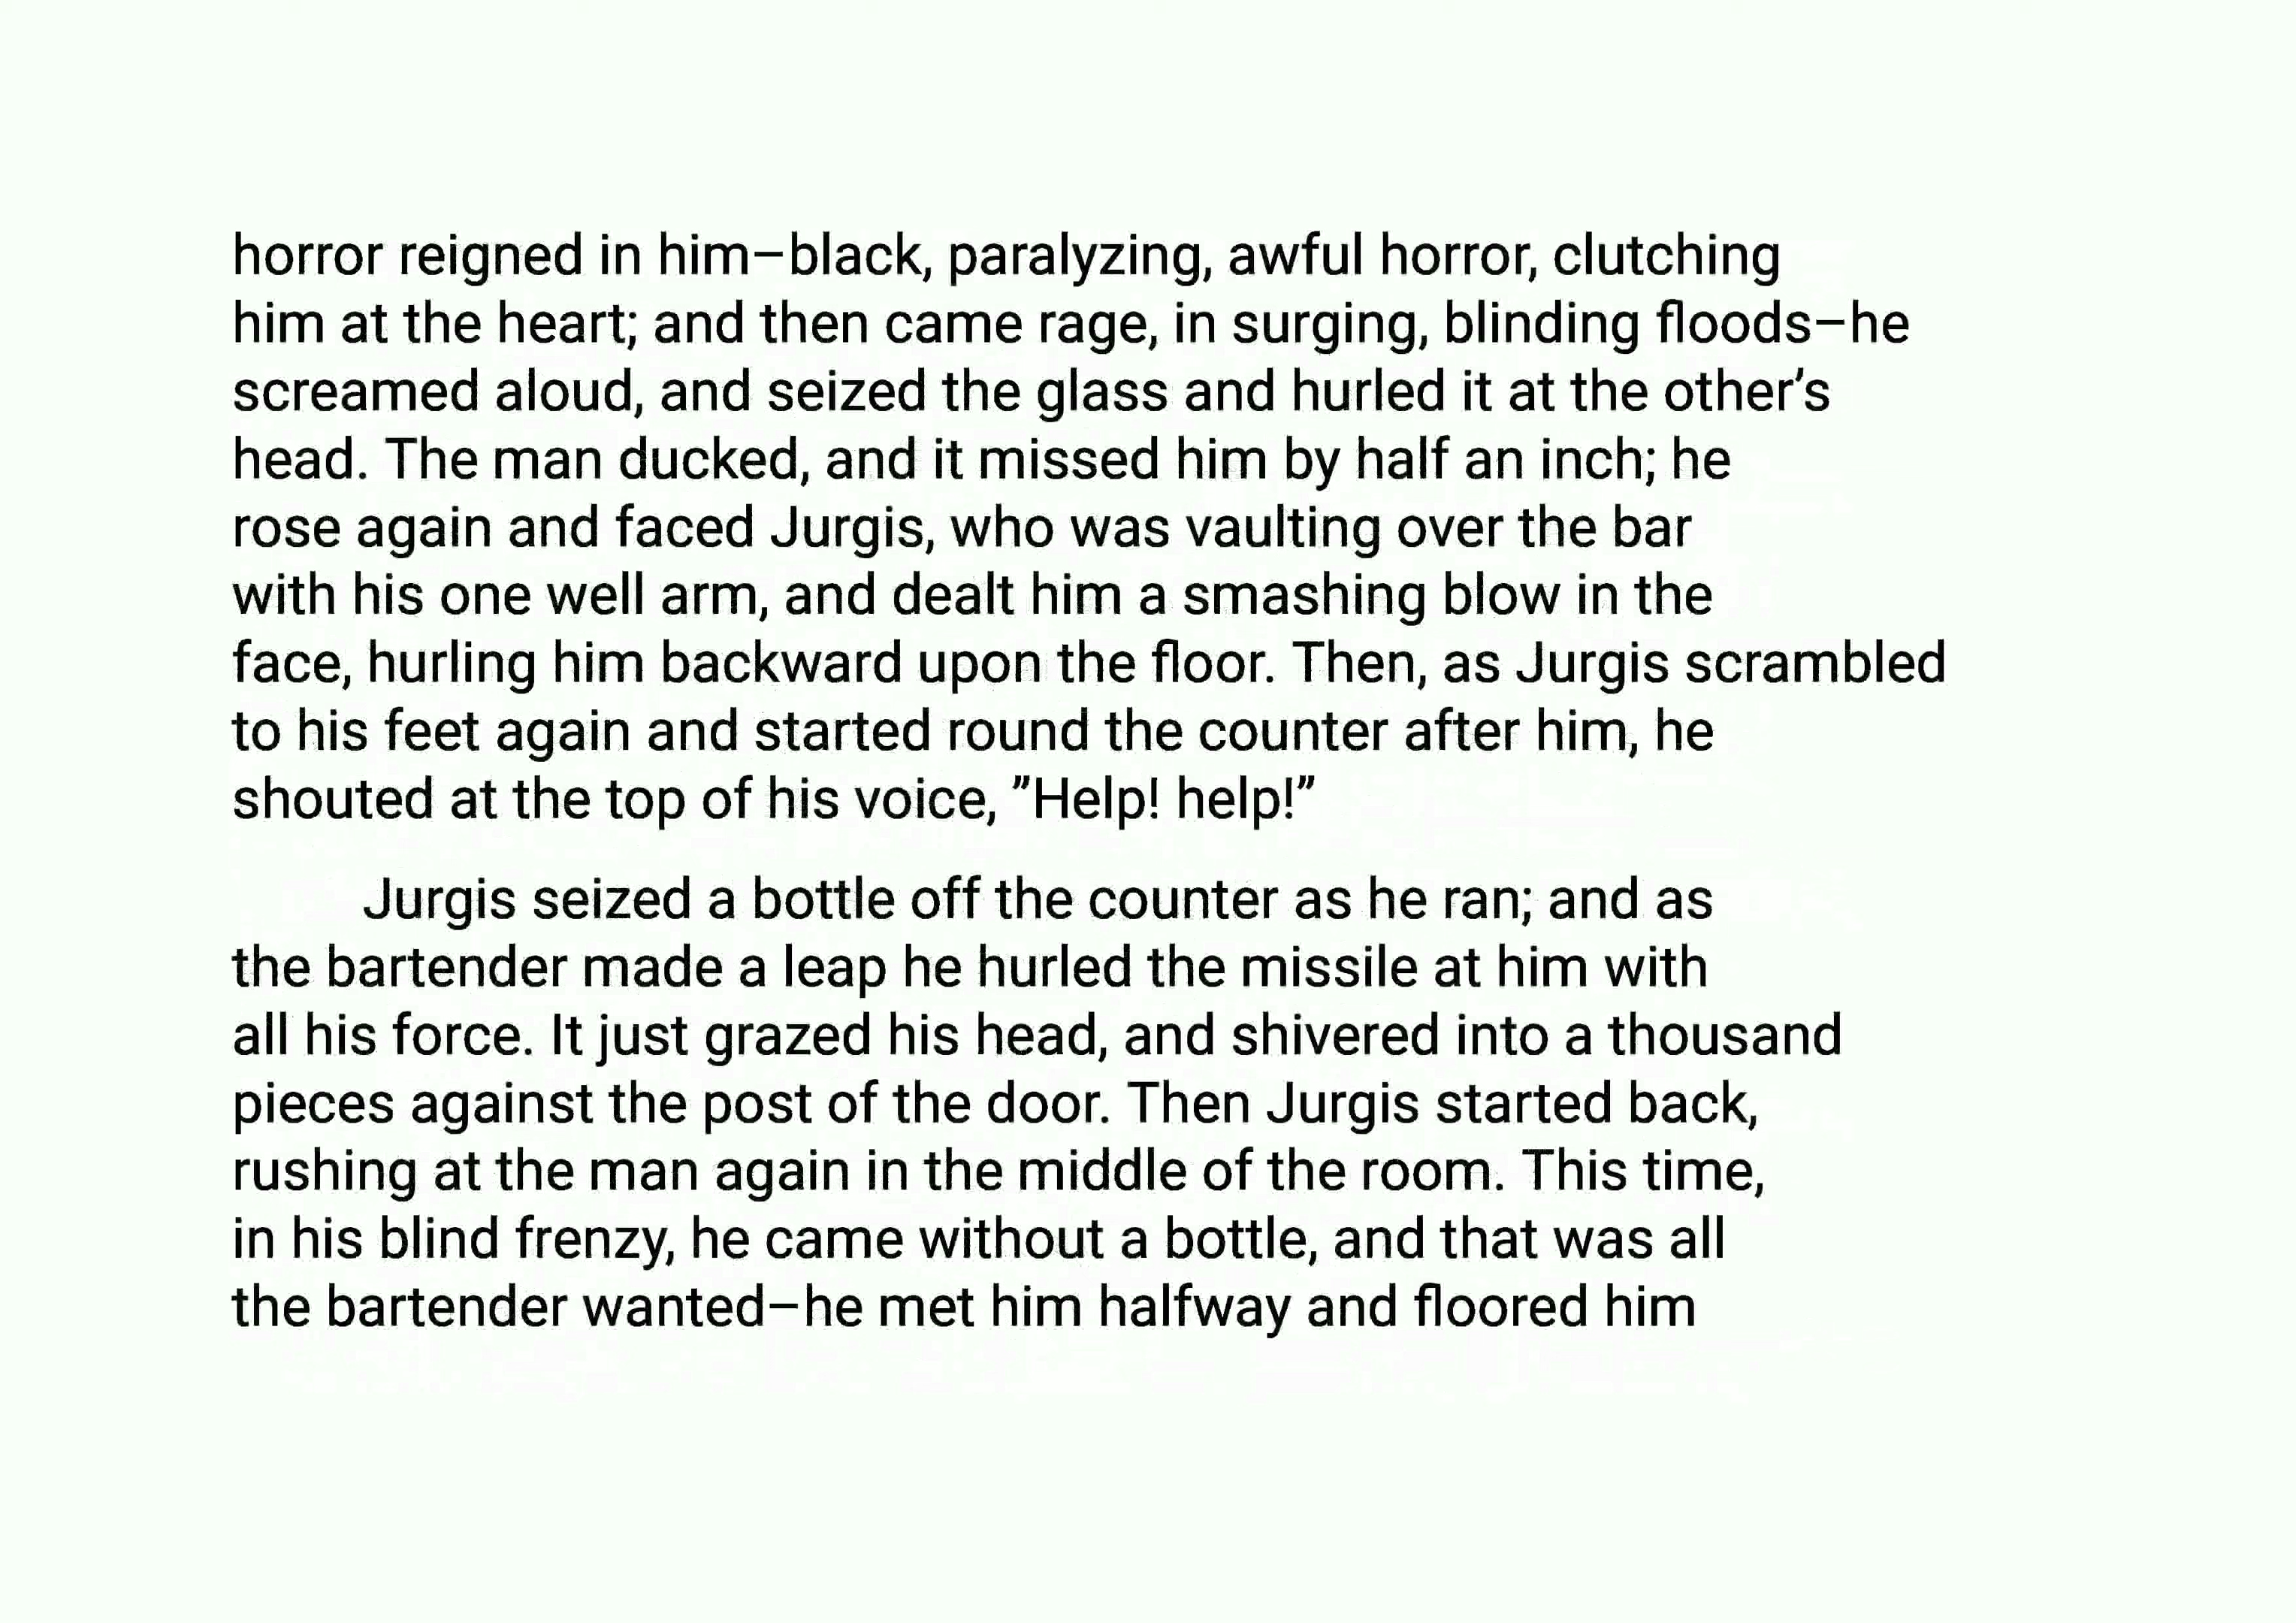 horror reigned in him–black, paralyzing, awful horror, clutching
him at the heart; and then came rage, in surging, blinding floods–he
screamed aloud, and seized the glass and hurled it at the other's
head. The man ducked, and it missed him by half an inch; he
rose again and faced Jurgis, who was vaulting over the bar
with his one well arm, and dealt him a smashing blow in the
face, hurling him backward upon the floor. Then, as Jurgis scrambled
to his feet again and started round the counter after him, he
shouted at the top of his voice, ”Help! help!”
Jurgis seized a bottle off the counter as he ran; and as
the bartender made a leap he hurled the missile at him with
all his force. It just grazed his head, and shivered into a thousand
pieces against the post of the door. Then Jurgis started back,
rushing at the man again in the middle of the room. This time,
in his blind frenzy, he came without a bottle, and that was all
the bartender wanted–he met him halfway and floored him